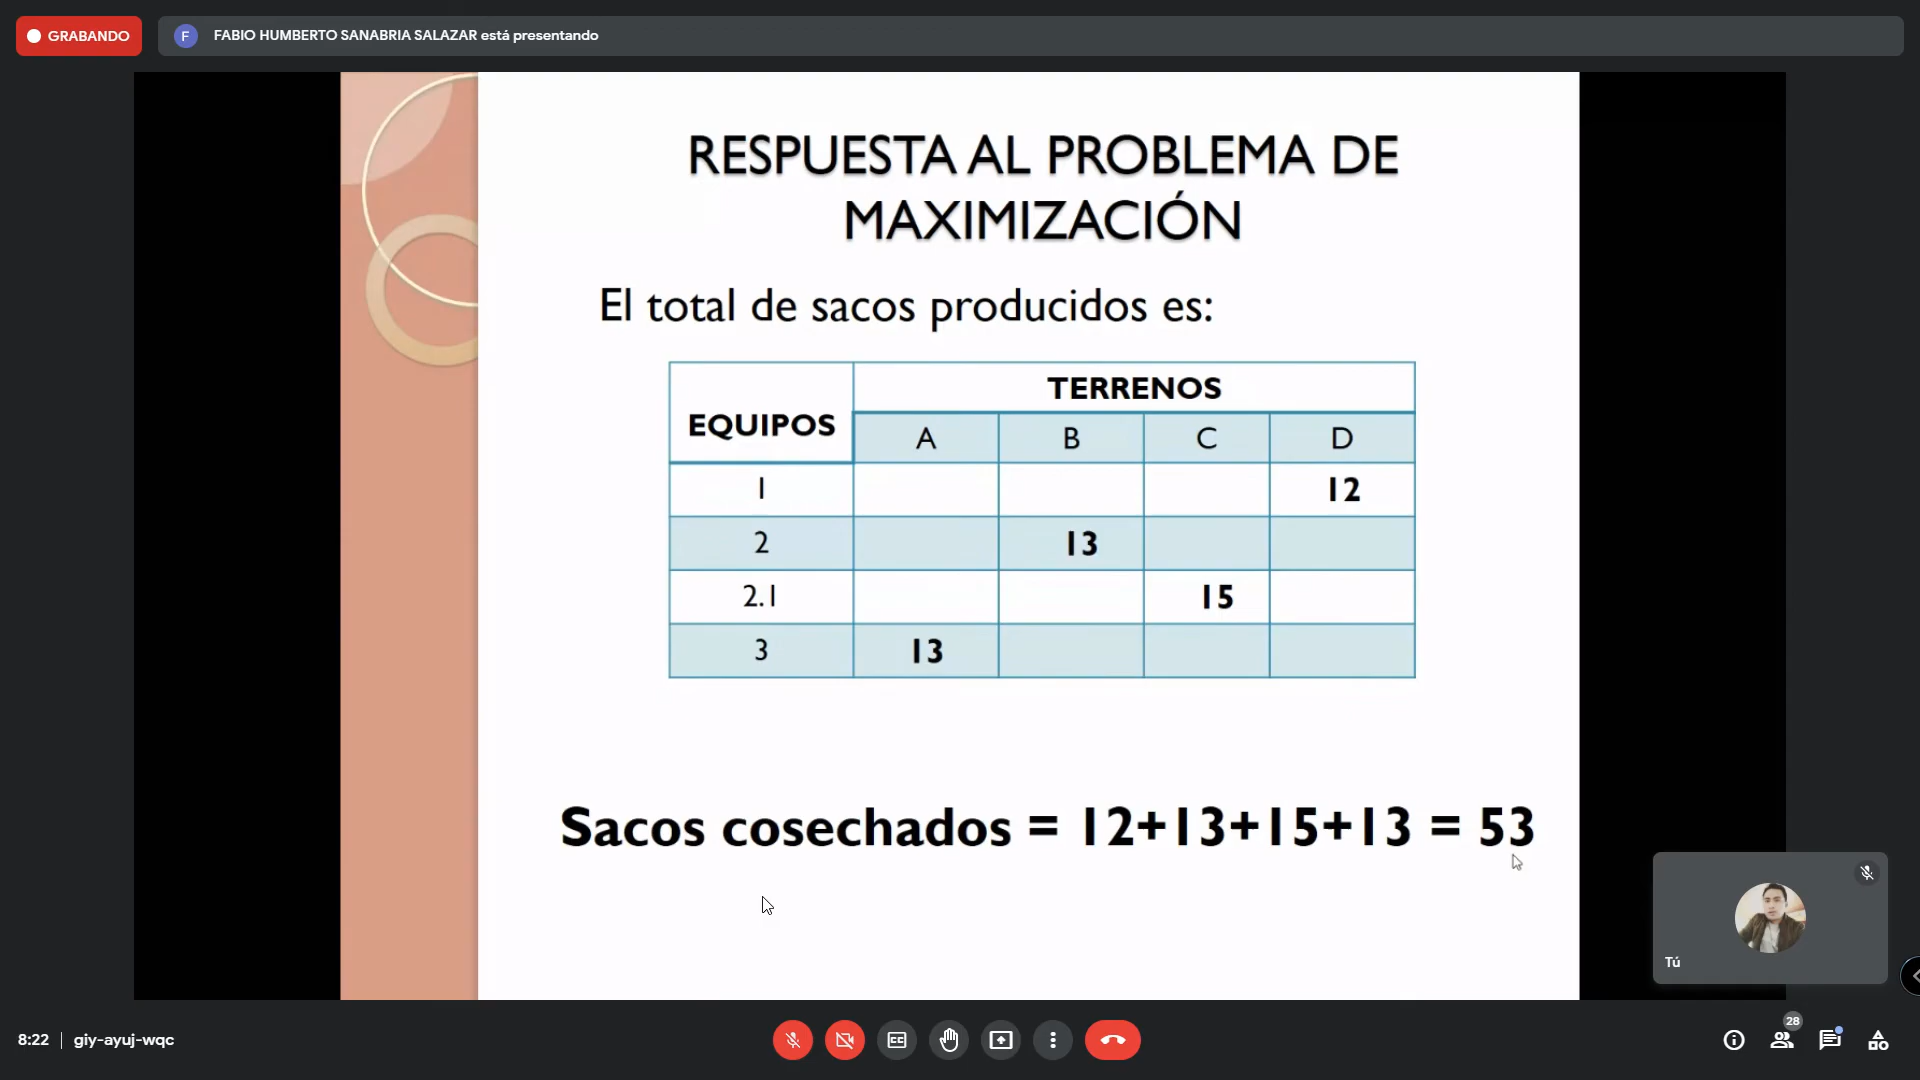 GRABANDO
F
FABIO HUMBERTO SANABRIA SALAZAR está presentando
RESPUESTA AL PROBLEMA DE
MAXIMIZACIÓN
El total de sacos producidos es:
EQUIPOS
TERRENOS
A B C D
1 12
2 13
2.1 15
3 13
Sacos cosechados = 12+13+15+13 = 53
Tú
8:22 | giy-ayuj-wqc
CC
28